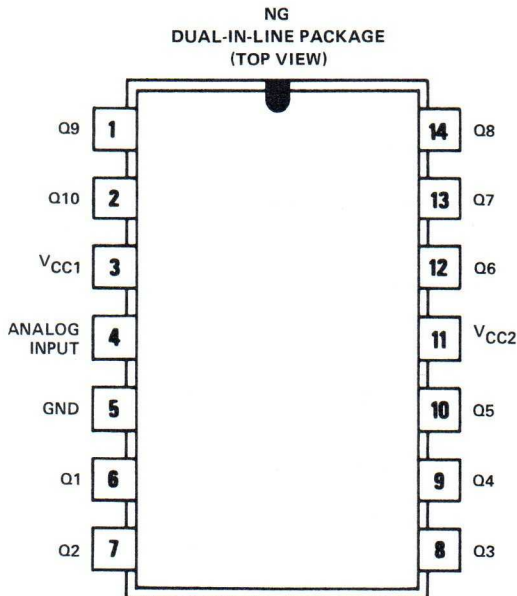 NG
DUAL-IN-LINE PACKAGE
(TOP VIEW)
Q9 1
14 Q8
Q10 2
13 Q7
VCC1 3
12 Q6
ANALOG
INPUT 4
11 VCC2
GND 5
10 Q5
Q1 6
9 Q4
Q2 7
8 Q3